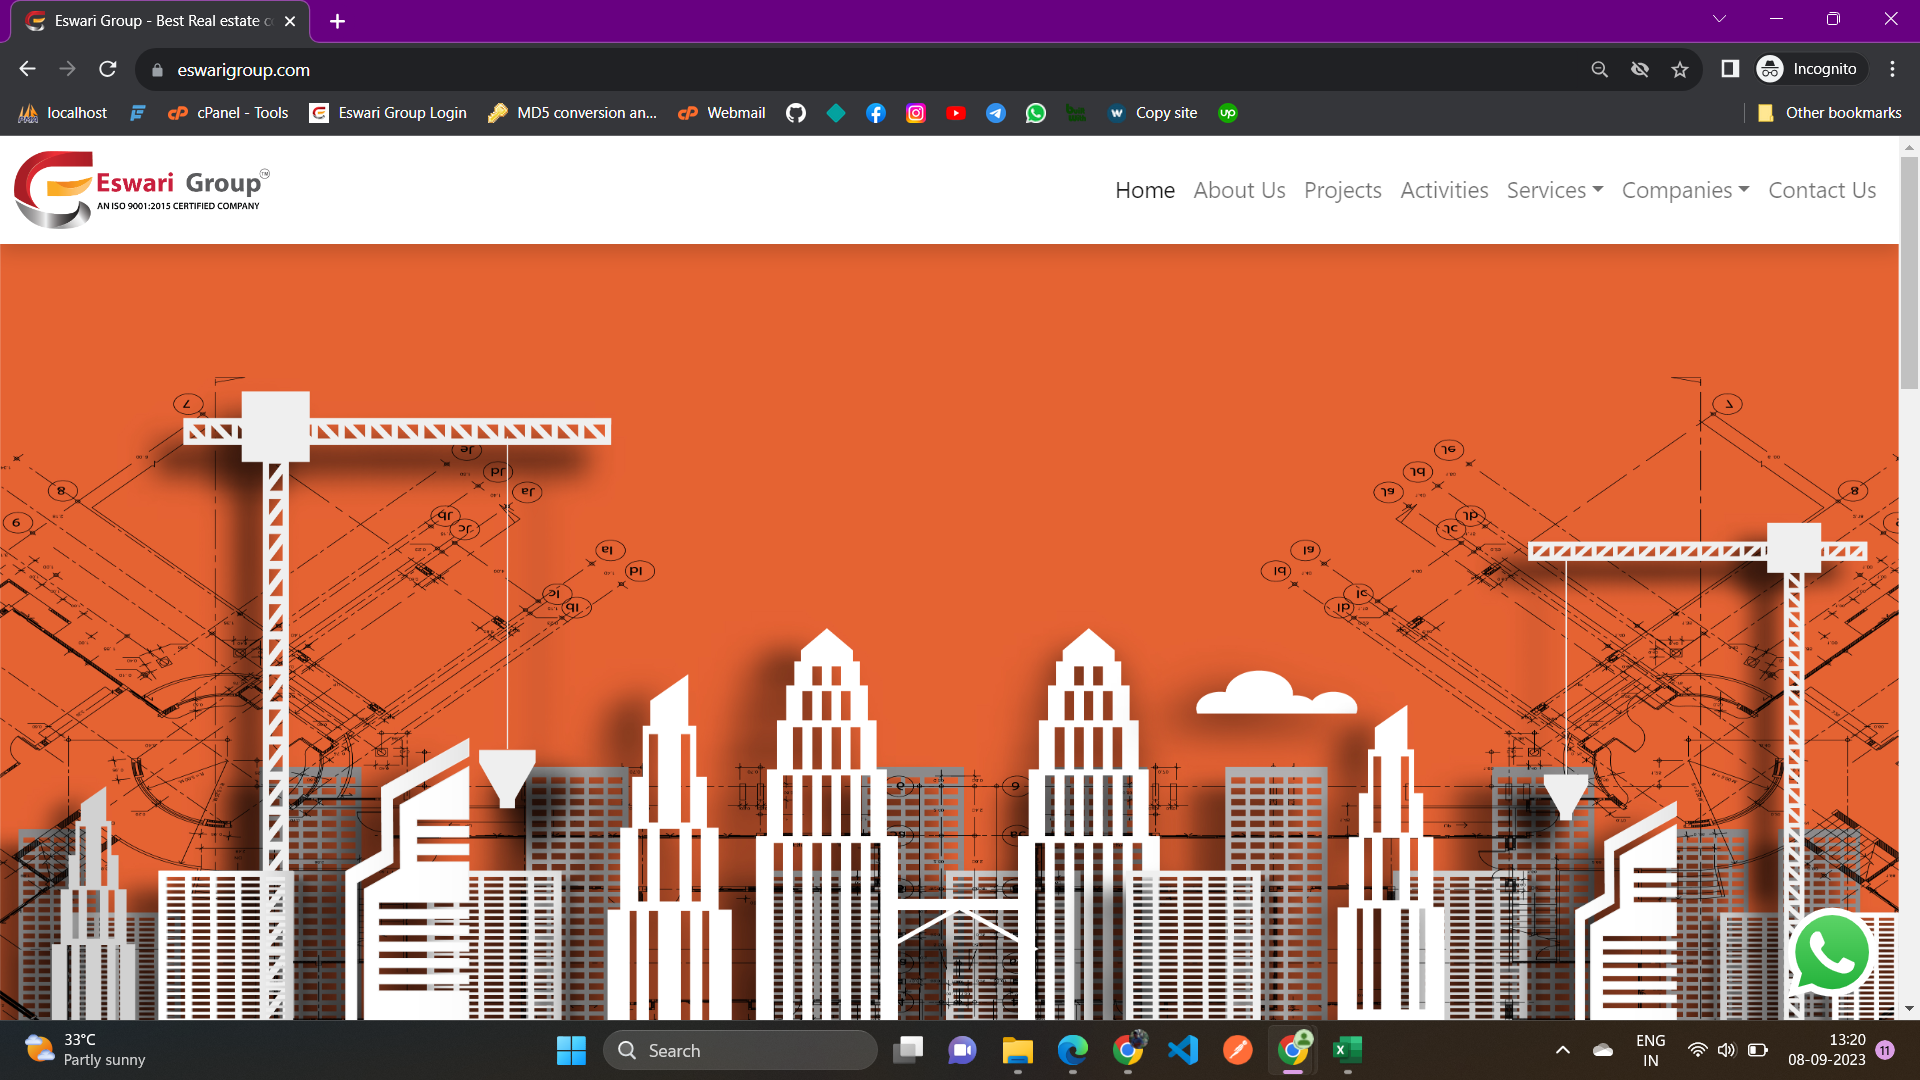 Eswari Group - Best Real estate c
eswarigroup.com
Incognito
localhost
cPanel - Tools
Eswari Group Login
MD5 conversion an...
Webmail
Copy site
Other bookmarks
Eswari Group™
AN ISO 9001:2015 CERTIFIED COMPANY
Home
About Us
Projects
Activities
Services
Companies
Contact Us
33°C
Partly sunny
Search
ENG
IN
13:20
08-09-2023
11